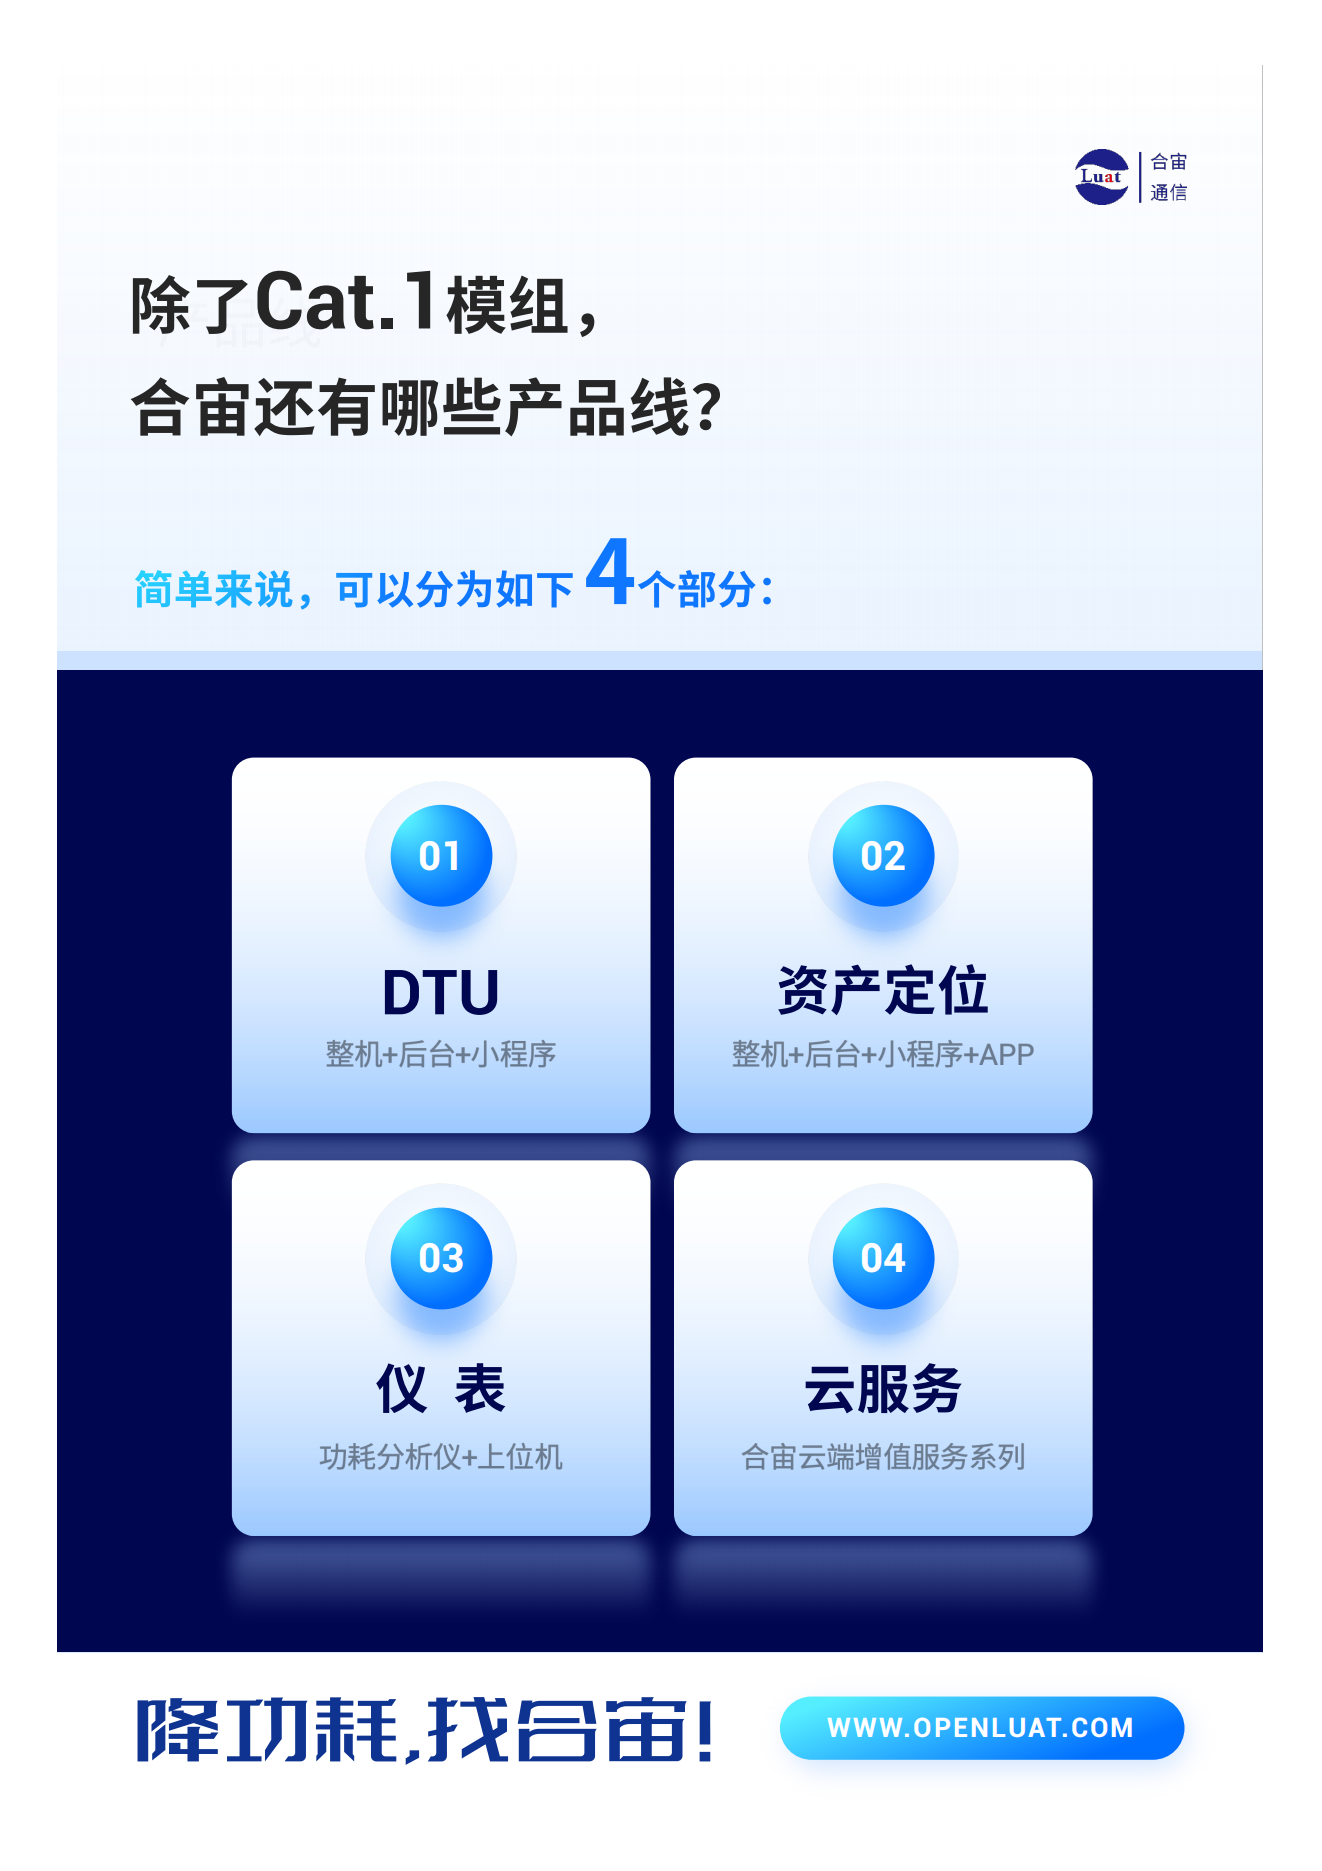 Luat
合宙
通信
除了Cat.1模组，
合宙还有哪些产品线？
简单来说，可以分为如下4个部分：
01
DTU
整机+后台+小程序
02
资产定位
整机+后台+小程序+APP
03
仪 表
功耗分析仪+上位机
04
云服务
合宙云端增值服务系列
降功耗,找合宙!
WWW.OPENLUAT.COM